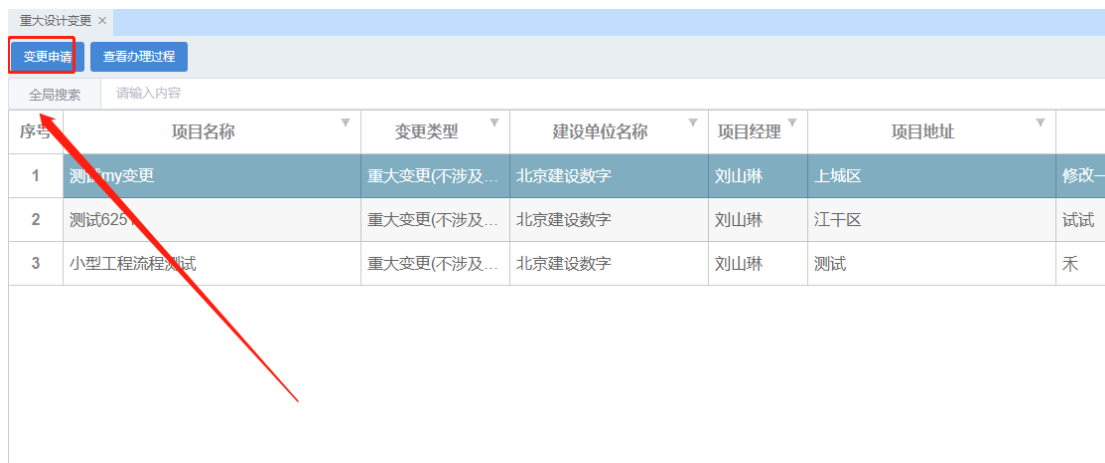 重大设计变更 ×
变更申请 查看办理过程
全局搜索 请输入内容
序号 项目名称 变更类型 建设单位名称 项目经理 项目地址
1 测试my变更 重大变更(不涉及... 北京建设数字 刘山琳 上城区 修改一
2 测试6251 重大变更(不涉及... 北京建设数字 刘山琳 江干区 试试
3 小型工程流程测试 重大变更(不涉及... 北京建设数字 刘山琳 测试 禾